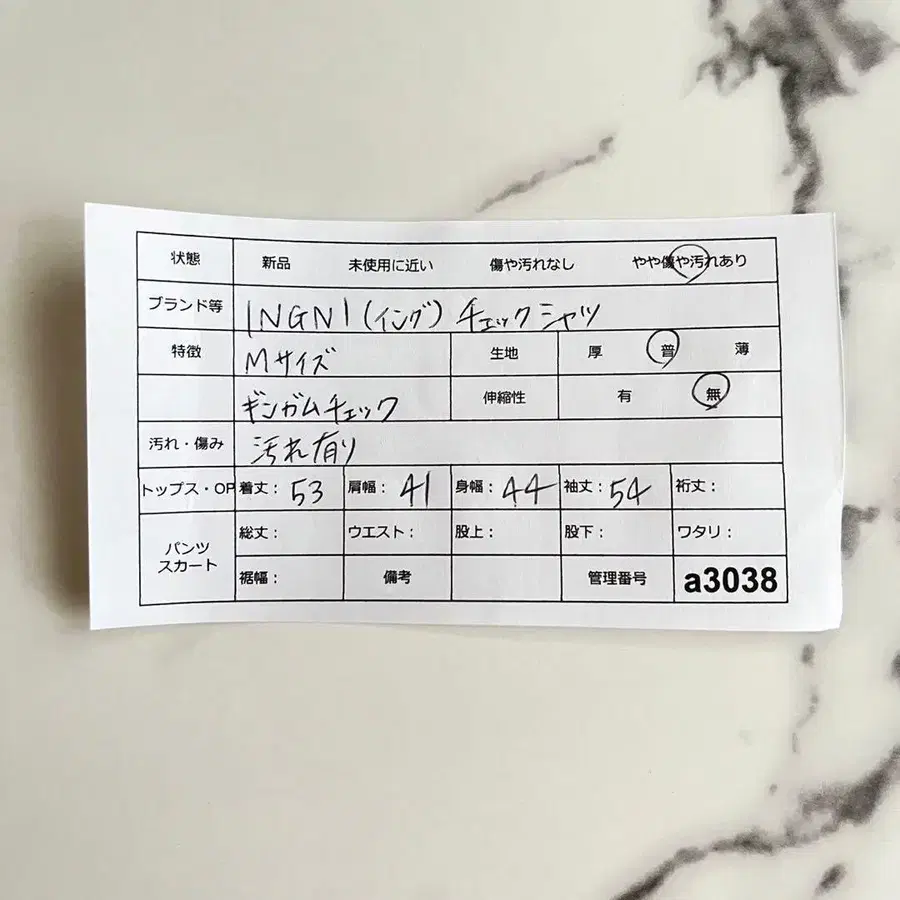 状態 新品 未使用に近い 傷や汚れなし やや傷や汚れあり
ブランド等 INGNI(イング) チェックシャツ
特徴 Mサイズ 生地 厚 普 薄
ギンガムチェック 伸縮性 有 無
汚れ・傷み 汚れ有り
トップス・OP 着丈: 53 肩幅: 41 身幅: 44 袖丈: 54 裄丈:
パンツ スカート 総丈: ウエスト: 股上: 股下: ワタリ:
裾幅: 備考 管理番号 a3038